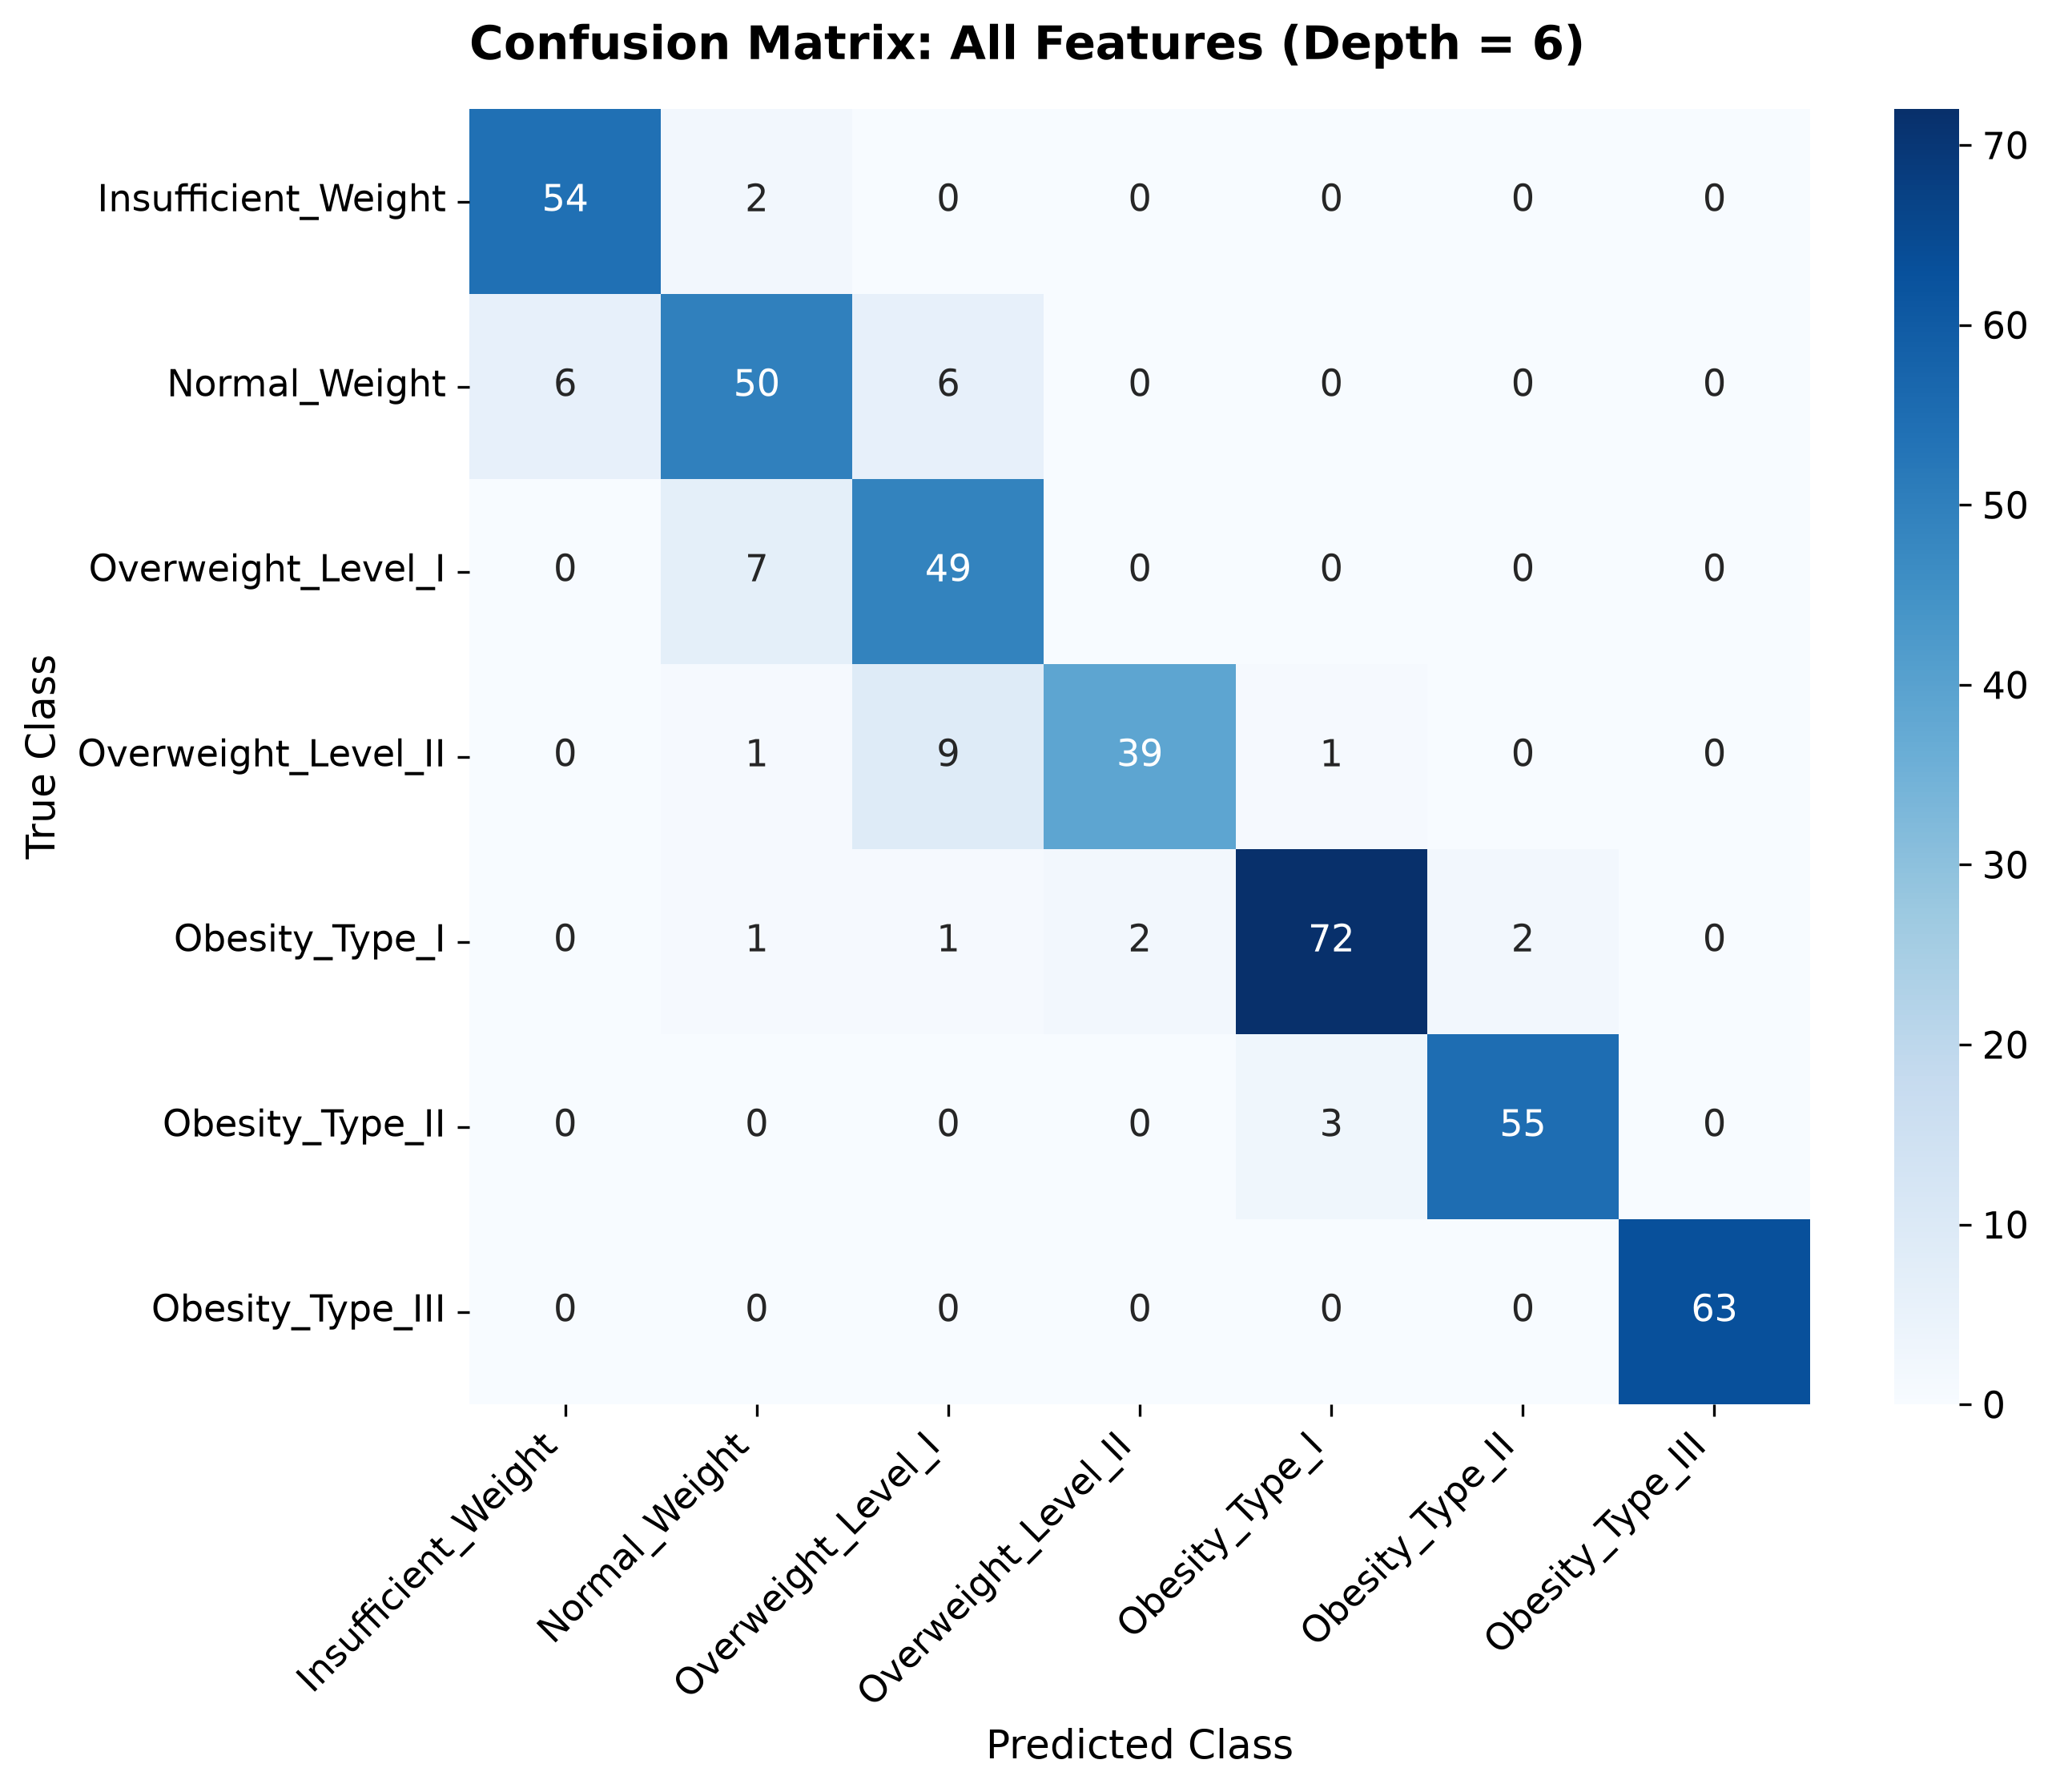 Confusion Matrix: All Features (Depth = 6)
True Class
Insufficient_Weight 54 2 0 0 0 0 0
Normal_Weight 6 50 6 0 0 0 0
Overweight_Level_I 0 7 49 0 0 0 0
Overweight_Level_II 0 1 9 39 1 0 0
Obesity_Type_I 0 1 1 2 72 2 0
Obesity_Type_II 0 0 0 0 3 55 0
Obesity_Type_III 0 0 0 0 0 0 63
Insufficient_Weight
Normal_Weight
Overweight_Level_I
Overweight_Level_II
Obesity_Type_I
Obesity_Type_II
Obesity_Type_III
Predicted Class
70
60
50
40
30
20
10
0